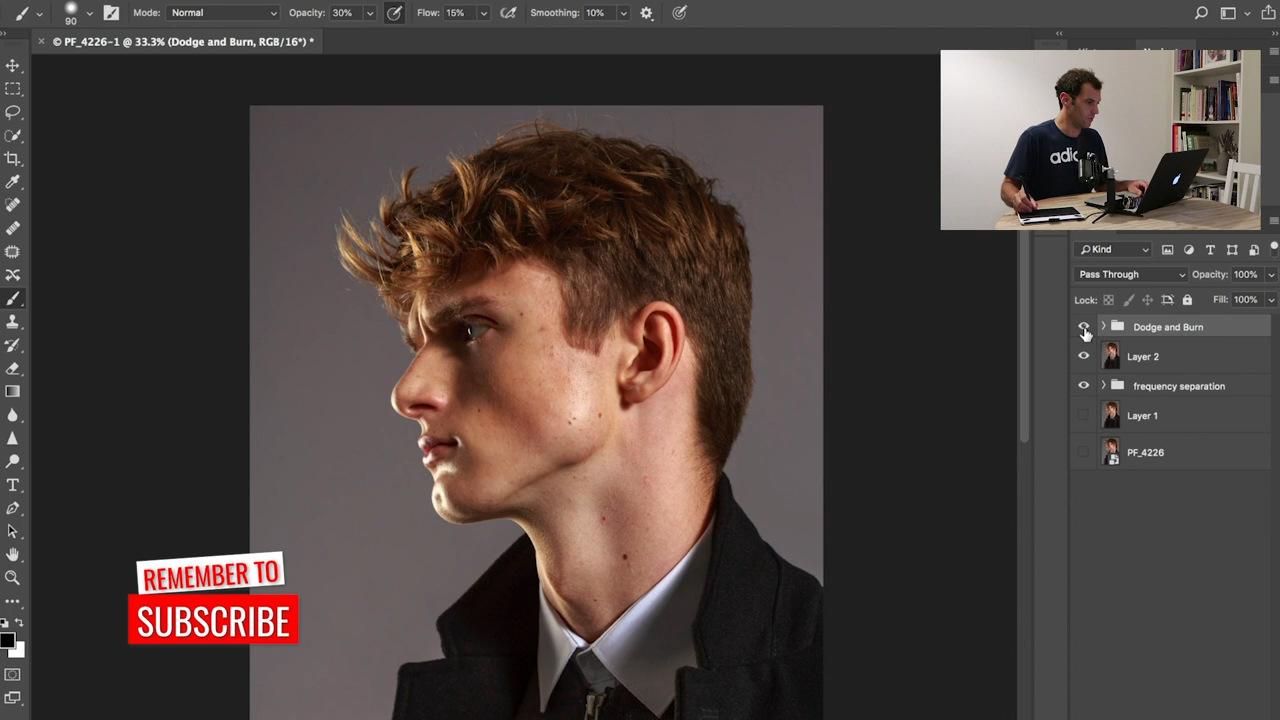 90
Mode: Normal
Opacity: 30%
Flow: 15%
Smoothing: 10%
© PF_4226-1 @ 33.3% (Dodge and Burn, RGB/16*) *
Kind
Pass Through
Opacity: 100%
Lock:
Fill: 100%
Dodge and Burn
Layer 2
frequency separation
Layer 1
PF_4226
REMEMBER TO
SUBSCRIBE